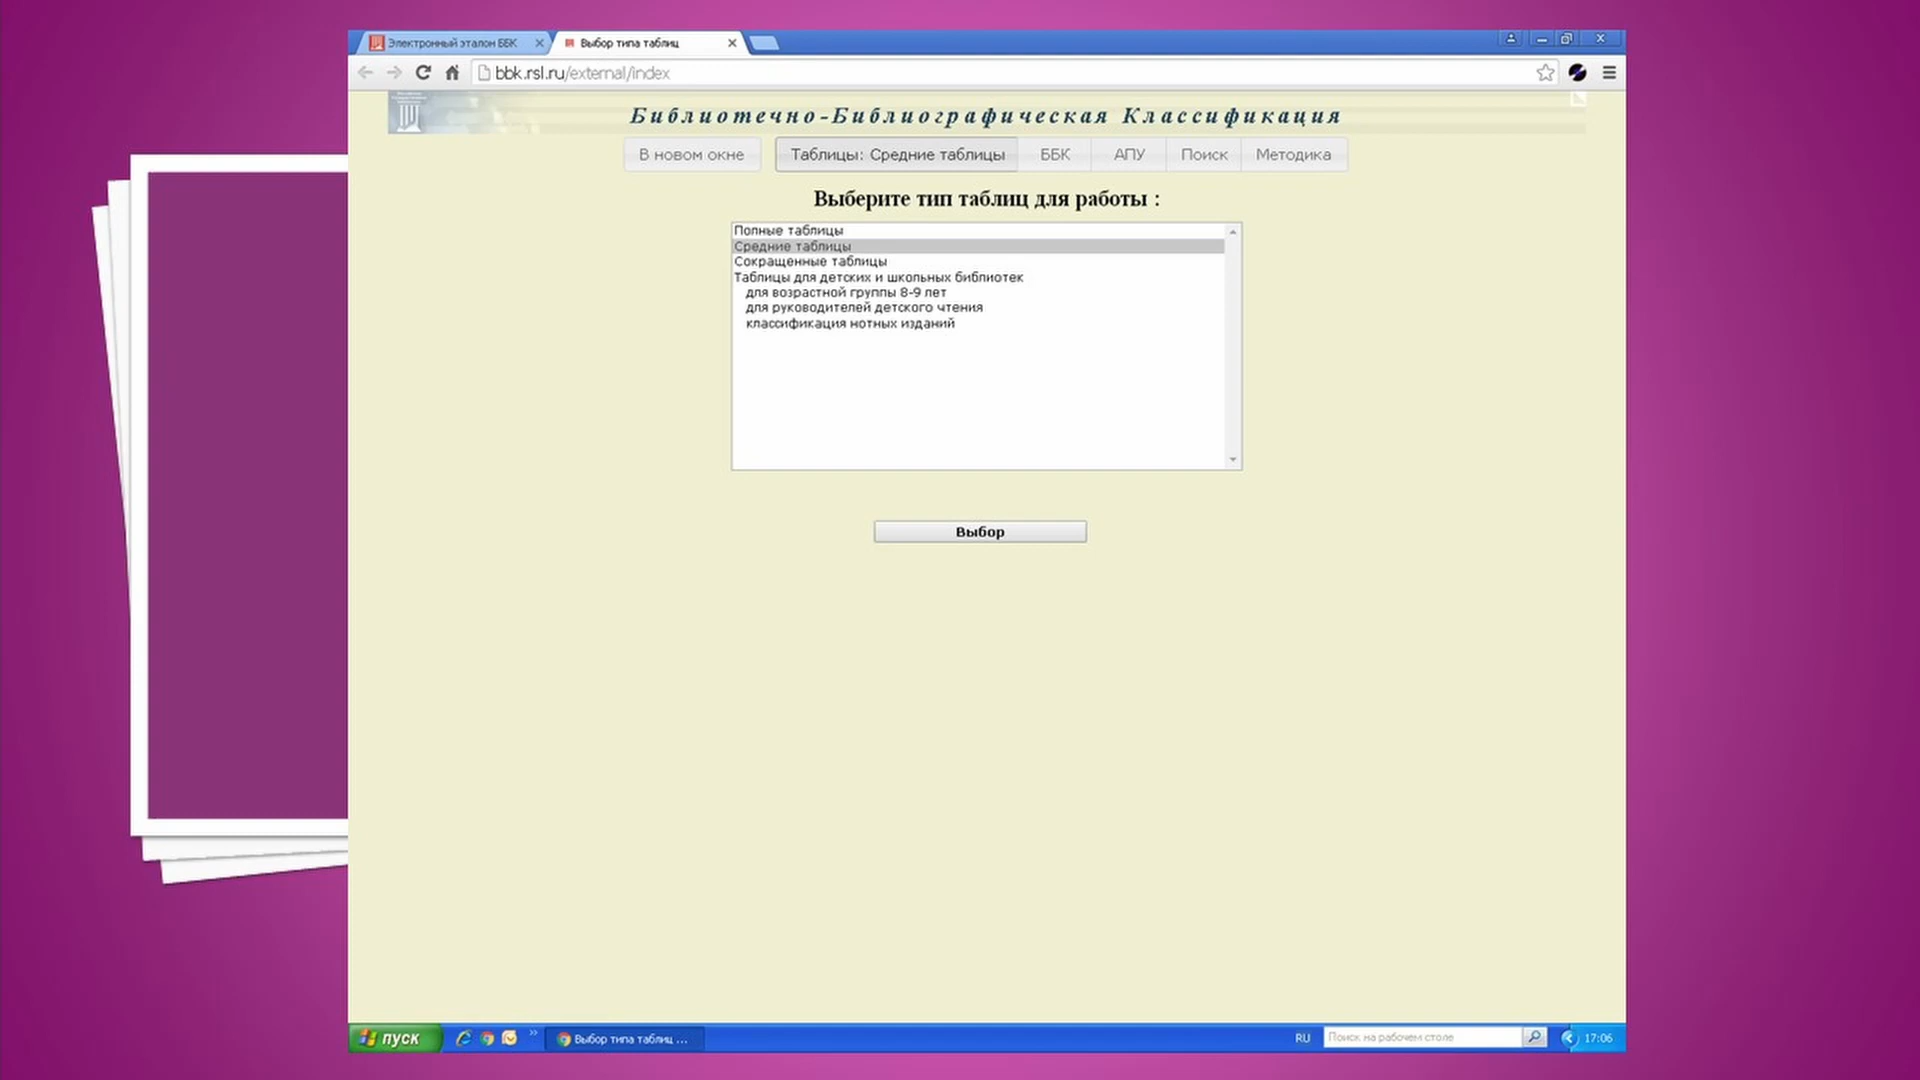 Электронный эталон ББК
Выбор типа таблиц
bbk.rsl.ru/external/index
Библиотечно-Библиографическая Классификация
В новом окне
Таблицы: Средние таблицы
ББК
АПУ
Поиск
Методика
Выберите тип таблиц для работы :
Полные таблицы
Средние таблицы
Сокращенные таблицы
Таблицы для детских и школьных библиотек
для возрастной группы 8-9 лет
для руководителей детского чтения
классификация нотных изданий
Выбор
пуск
Выбор типа таблиц ...
RU
Поиск на рабочем столе
17:06